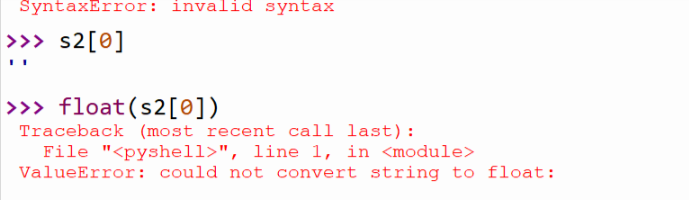 SyntaxError: invalid syntax
>>> s2[0]
''
>>> float(s2[0])
Traceback (most recent call last):
  File "<pyshell>", line 1, in <module>
ValueError: could not convert string to float: